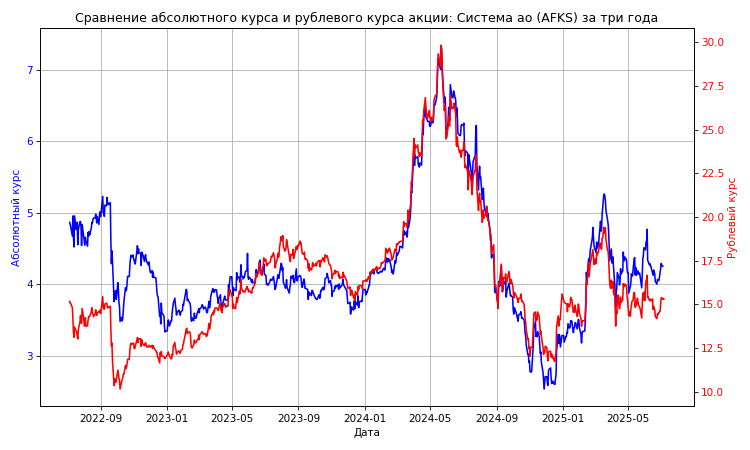 Сравнение абсолютного курса и рублевого курса акции: Система ао (AFKS) за три года
Абсолютный курс
7
6
5
4
3
30.0
27.5
25.0
22.5
20.0
17.5
15.0
12.5
10.0
Рублевый курс
2022-09 2023-01 2023-05 2023-09 2024-01 2024-05 2024-09 2025-01 2025-05
Дата